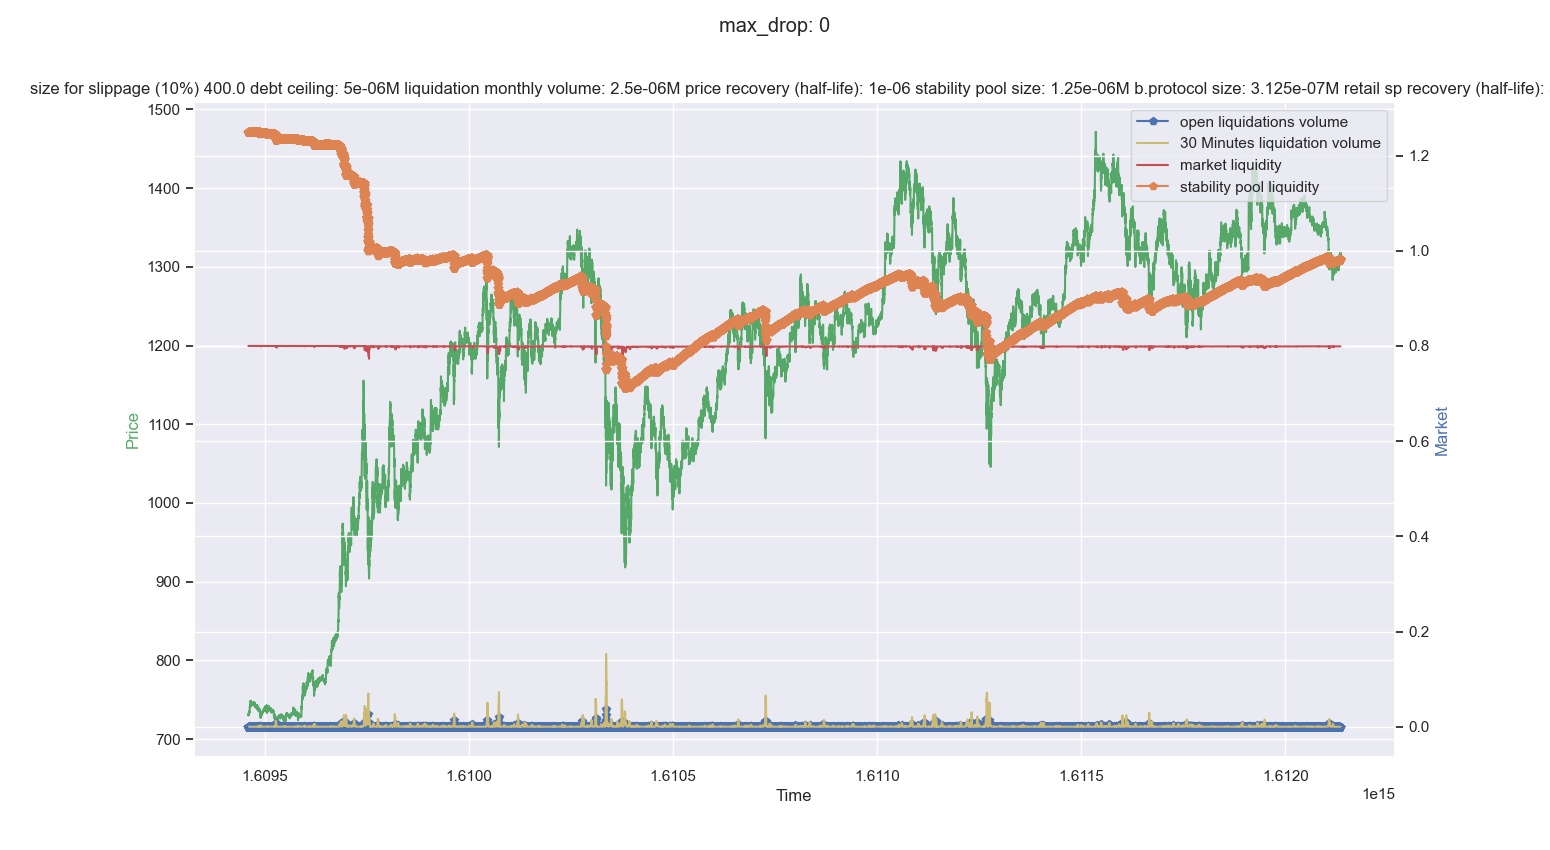 max_drop: 0
size for slippage (10%) 400.0 debt ceiling: 5e-06M liquidation monthly volume: 2.5e-06M price recovery (half-life): 1e-06 stability pool size: 1.25e-06M b.protocol size: 3.125e-07M retail sp recovery (half-life):
open liquidations volume
30 Minutes liquidation volume
market liquidity
stability pool liquidity
1500
1400
1300
1200
1100
1000
900
800
700
Price
1.2
1.0
0.8
0.6
0.4
0.2
0.0
Market
1.6095
1.6100
1.6105
1.6110
1.6115
1.6120
1e15
Time